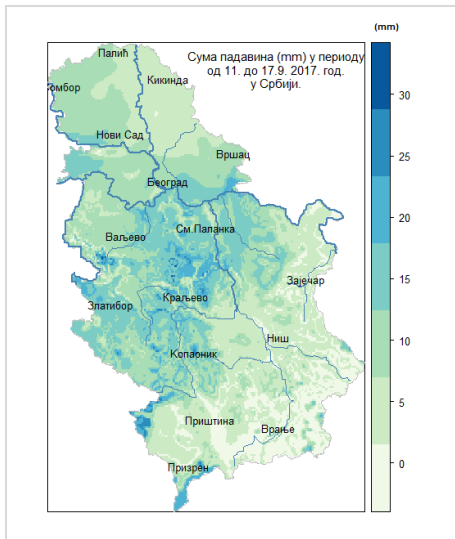 (mm)
Палић
Сума падавина (mm) у периоду
од 11. до 17.9. 2017. год.
у Србији.
Кикинда
омбор
30
Нови Сад
25
Вршац
Београд
20
См.Паланка
Ваљево
15
Зајечар
Златибор
Краљево
10
Ниш
Копаоник
5
Приштина
Врање
0
Призрен